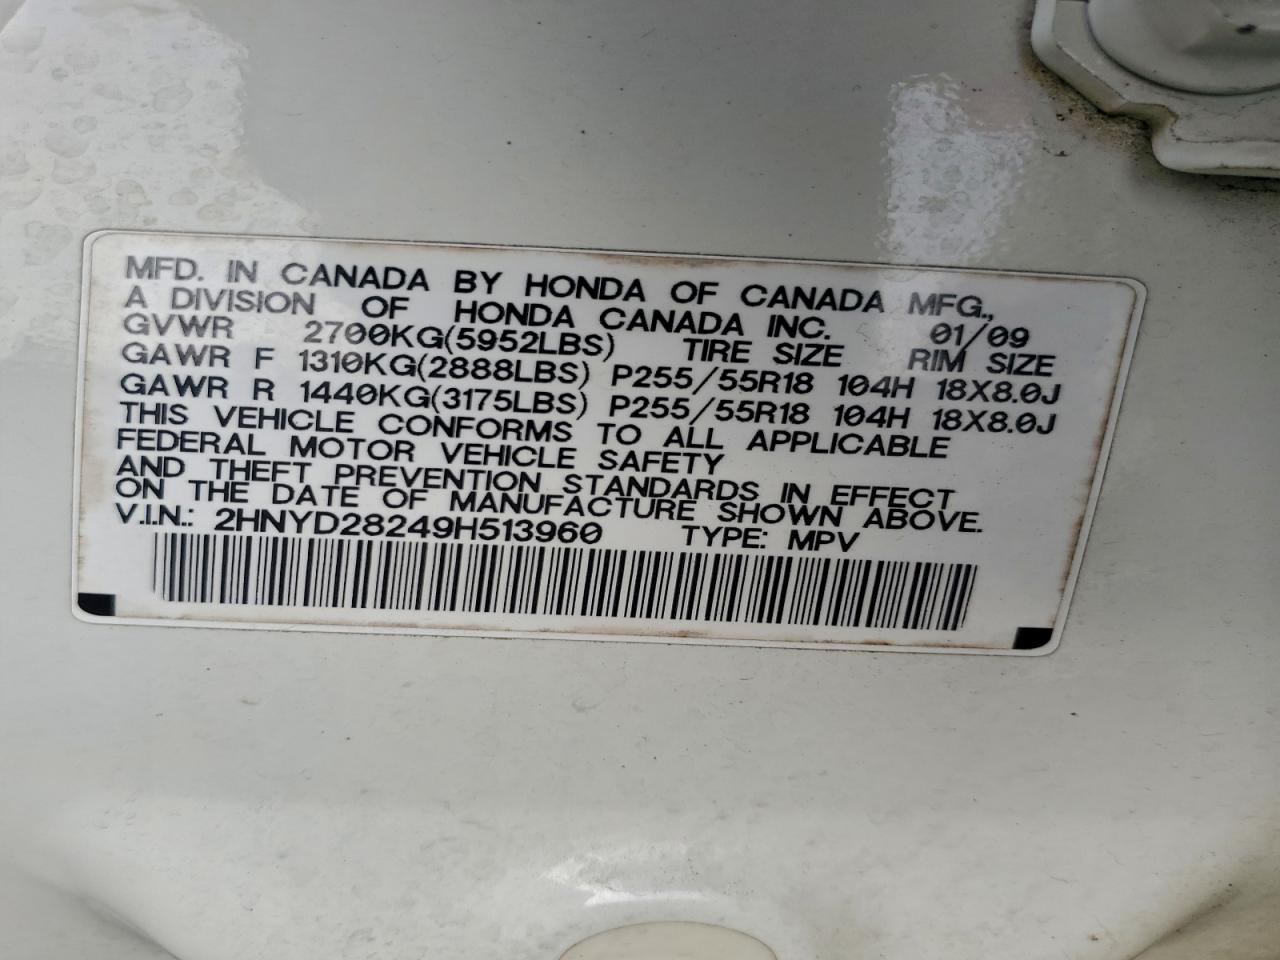 MFD. IN CANADA BY HONDA OF CANADA MFG.,
A DIVISION OF HONDA CANADA INC. 01/09
GVWR 2700KG(5952LBS) TIRE SIZE RIM SIZE
GAWR F 1310KG(2888LBS) P255/55R18 104H 18X8.0J
GAWR R 1440KG(3175LBS) P255/55R18 104H 18X8.0J
THIS VEHICLE CONFORMS TO ALL APPLICABLE
FEDERAL MOTOR VEHICLE SAFETY
AND THEFT PREVENTION STANDARDS IN EFFECT
ON THE DATE OF MANUFACTURE SHOWN ABOVE.
V.I.N.: 2HNYD28249H513960 TYPE: MPV